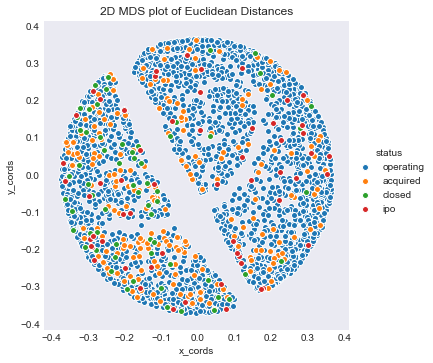 2D MDS plot of Euclidean Distances
0.4
0.3
0.2
0.1
0.0
−0.1
−0.2
−0.3
−0.4
y_cords
−0.4 −0.3 −0.2 −0.1 0.0 0.1 0.2 0.3 0.4
x_cords
status
operating
acquired
closed
ipo